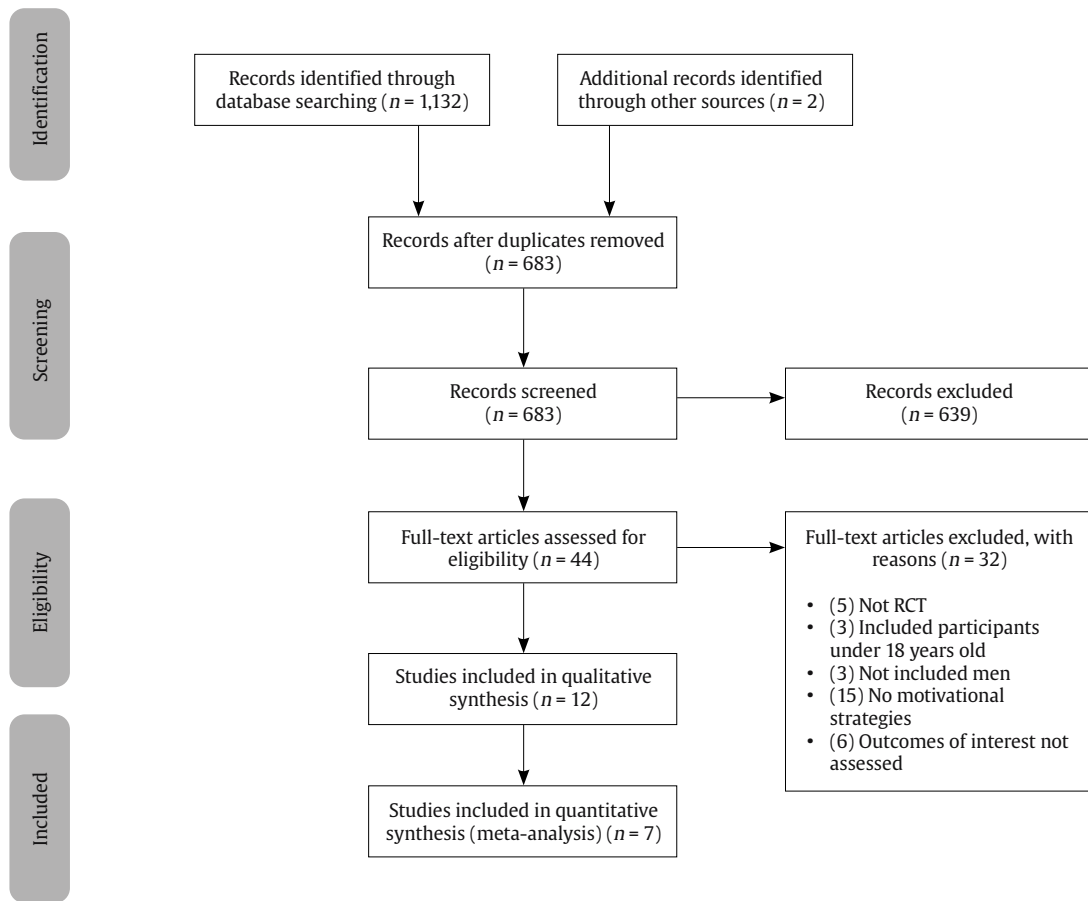 Identification
Records identified through
database searching (n = 1,132)
Additional records identified
through other sources (n = 2)
Screening
Records after duplicates removed
(n = 683)
Records screened
(n = 683)
Records excluded
(n = 639)
Eligibility
Full-text articles assessed for
eligibility (n = 44)
Full-text articles excluded, with
reasons (n = 32)
• (5) Not RCT
• (3) Included participants
under 18 years old
• (3) Not included men
• (15) No motivational
strategies
• (6) Outcomes of interest not
assessed
Studies included in qualitative
synthesis (n = 12)
Included
Studies included in quantitative
synthesis (meta-analysis) (n = 7)